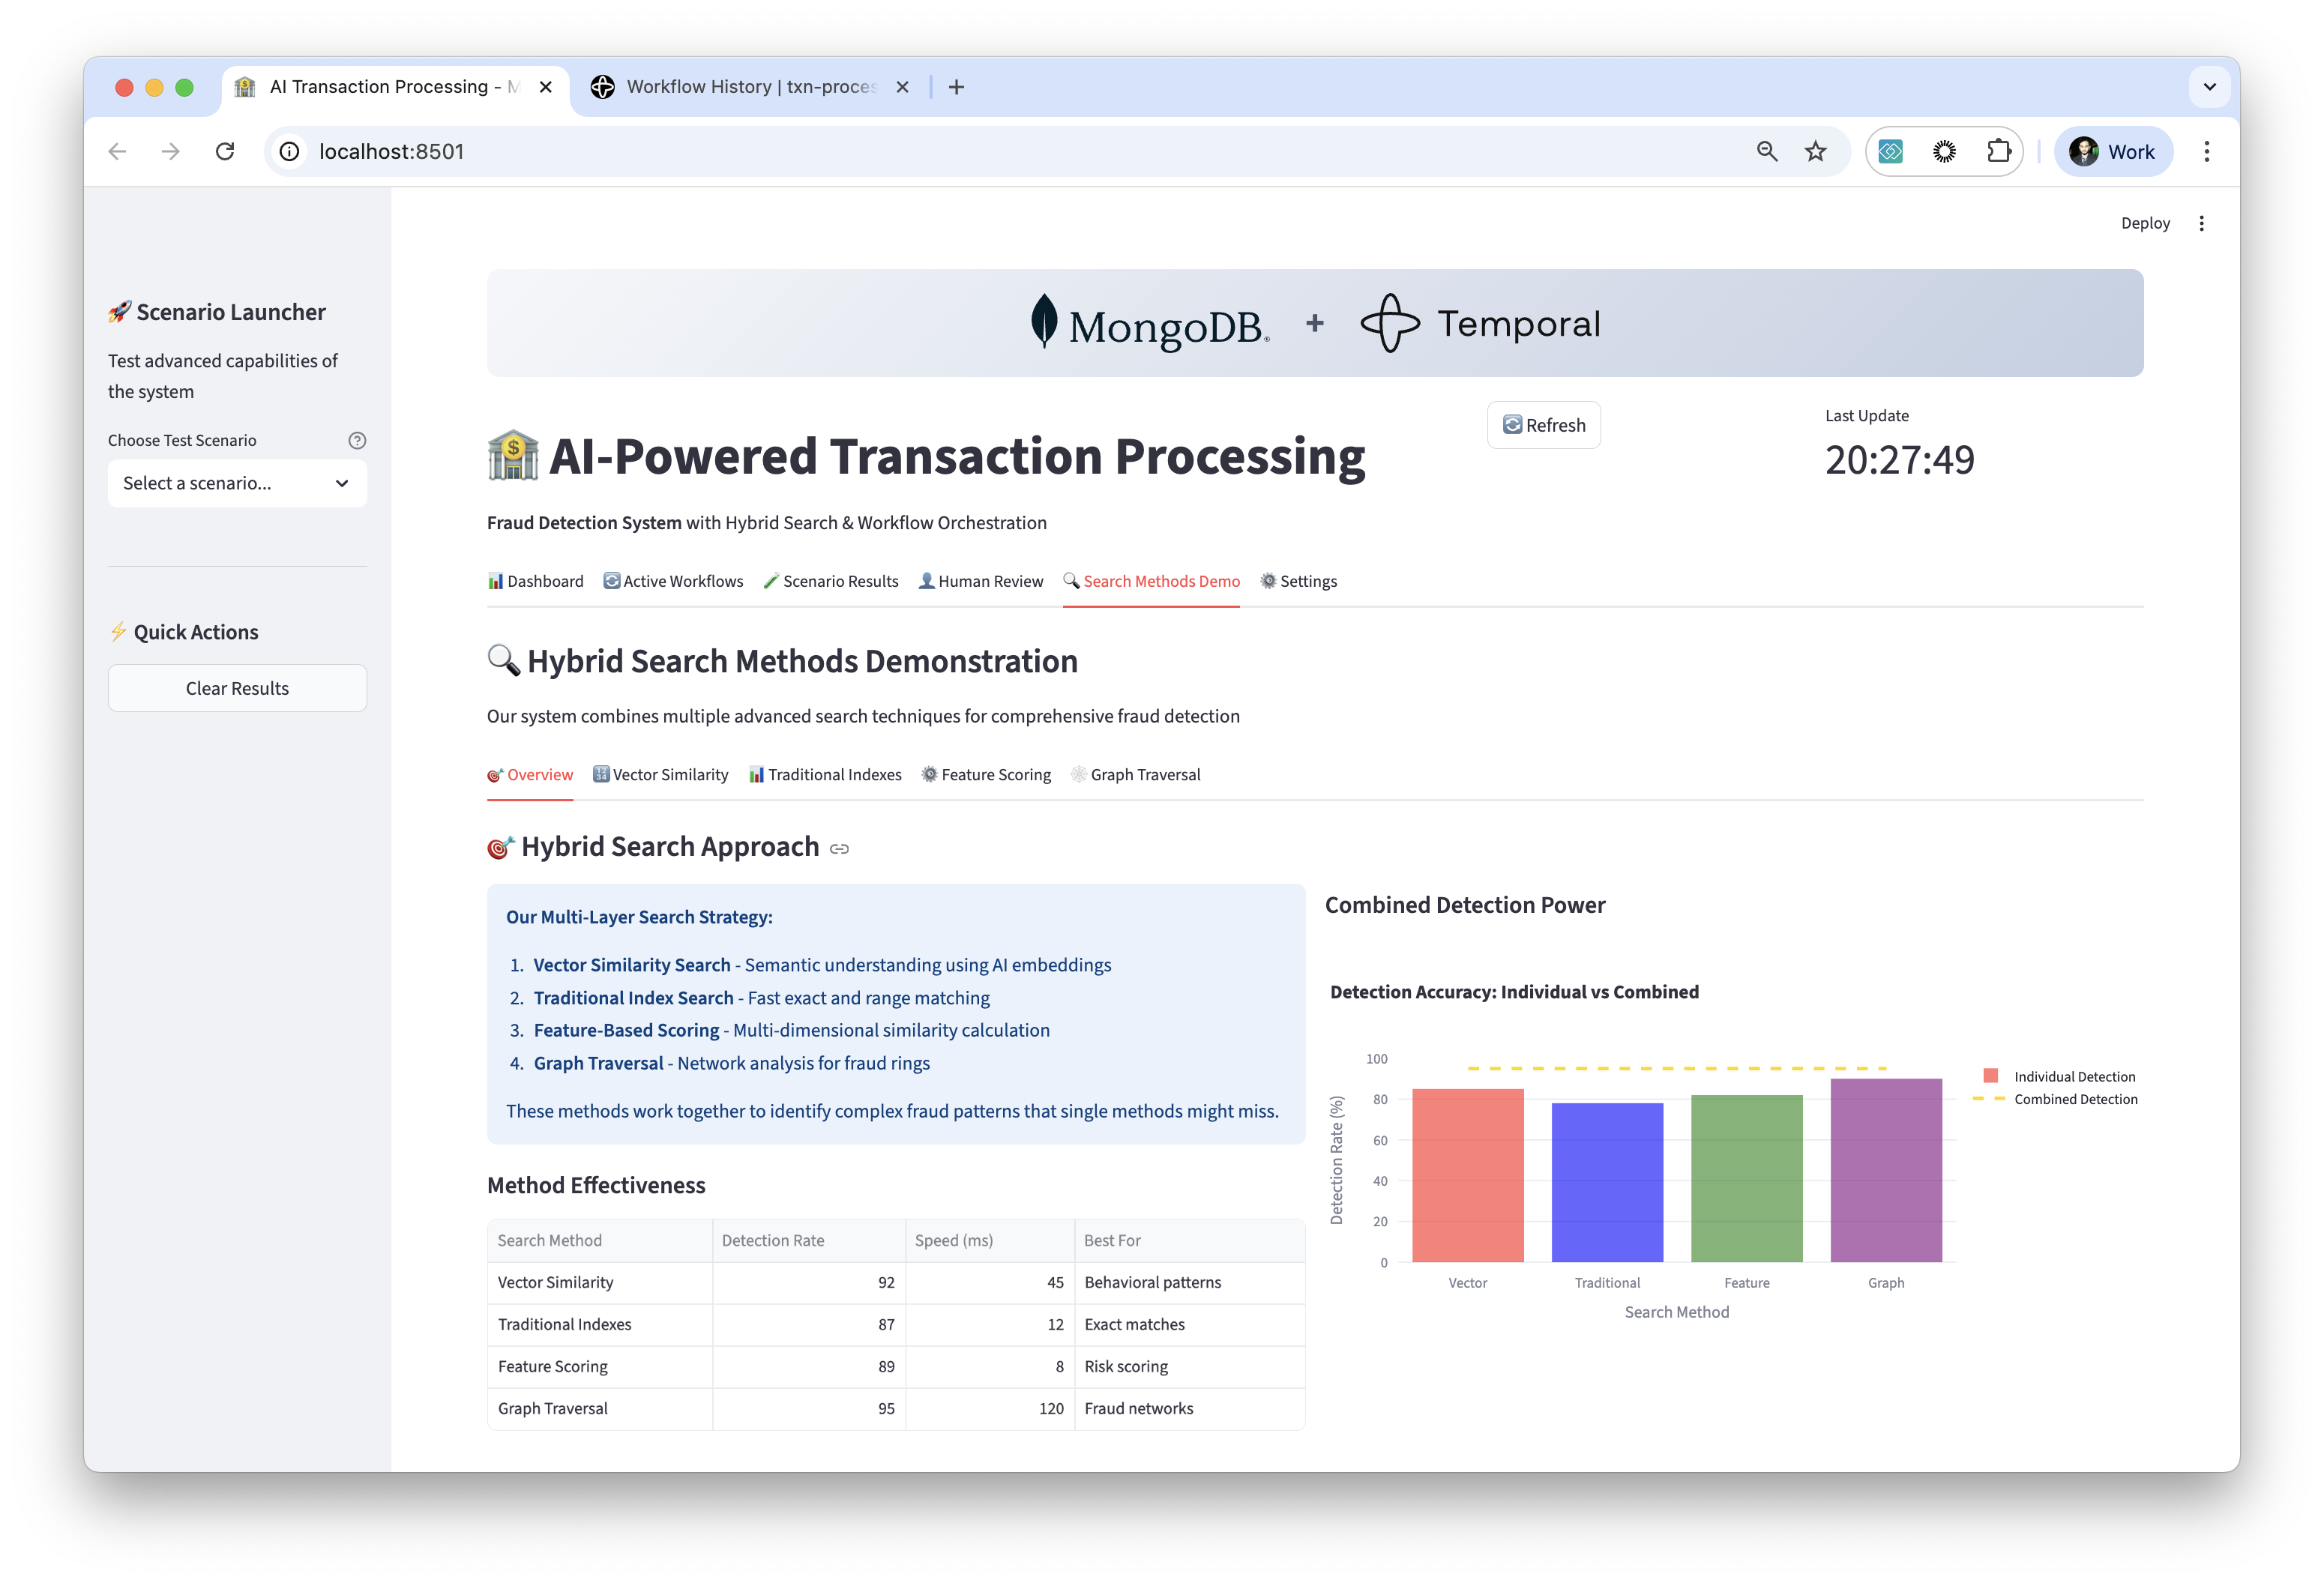 AI Transaction Processing - M
Workflow History | txn-proces
localhost:8501
Work
Deploy
🚀 Scenario Launcher
Test advanced capabilities of
the system
Choose Test Scenario
Select a scenario...
⚡ Quick Actions
Clear Results
MongoDB® + Temporal
🏦 AI-Powered Transaction Processing
🔄 Refresh
Last Update
20:27:49
Fraud Detection System with Hybrid Search & Workflow Orchestration
📊 Dashboard 🔄 Active Workflows 🧪 Scenario Results 👤 Human Review 🔍 Search Methods Demo ⚙️ Settings
🔍 Hybrid Search Methods Demonstration
Our system combines multiple advanced search techniques for comprehensive fraud detection
🎯 Overview 🔢 Vector Similarity 📊 Traditional Indexes ⚙️ Feature Scoring 🕸️ Graph Traversal
🎯 Hybrid Search Approach
Our Multi-Layer Search Strategy:
1. Vector Similarity Search - Semantic understanding using AI embeddings
2. Traditional Index Search - Fast exact and range matching
3. Feature-Based Scoring - Multi-dimensional similarity calculation
4. Graph Traversal - Network analysis for fraud rings
These methods work together to identify complex fraud patterns that single methods might miss.
Method Effectiveness
Search Method Detection Rate Speed (ms) Best For
Vector Similarity 92 45 Behavioral patterns
Traditional Indexes 87 12 Exact matches
Feature Scoring 89 8 Risk scoring
Graph Traversal 95 120 Fraud networks
Combined Detection Power
Detection Accuracy: Individual vs Combined
Detection Rate (%)
100
80
60
40
20
0
Vector Traditional Feature Graph
Search Method
Individual Detection
Combined Detection